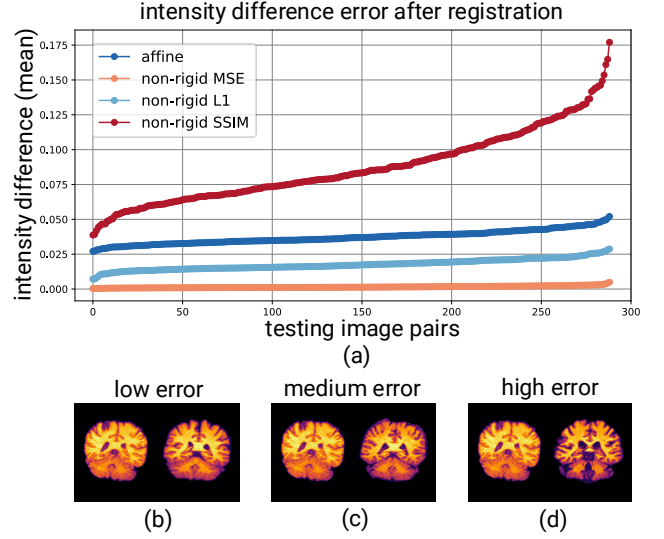 intensity difference error after registration
intensity difference (mean)
0.175
0.150
0.125
0.100
0.075
0.050
0.025
0.000
affine
non-rigid MSE
non-rigid L1
non-rigid SSIM
0 50 100 150 200 250 300
testing image pairs
(a)
low error medium error high error
(b) (c) (d)